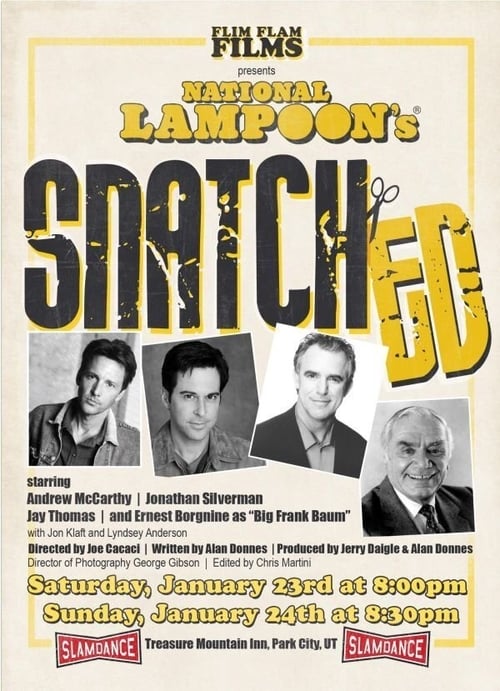 FLIM FLAM
FILMS
presents
NATIONAL
LAMPOON's®
SNATCHED
starring
Andrew McCarthy | Jonathan Silverman
Jay Thomas | and Ernest Borgnine as "Big Frank Baum"
with Jon Klaft and Lyndsey Anderson
Directed by Joe Cacaci | Written by Alan Donnes | Produced by Jerry Daigle & Alan Donnes
Director of Photography George Gibson | Edited by Chris Martini
Saturday, January 23rd at 8:00pm
Sunday, January 24th at 8:30pm
SLAMDANCE Treasure Mountain Inn, Park City, UT SLAMDANCE